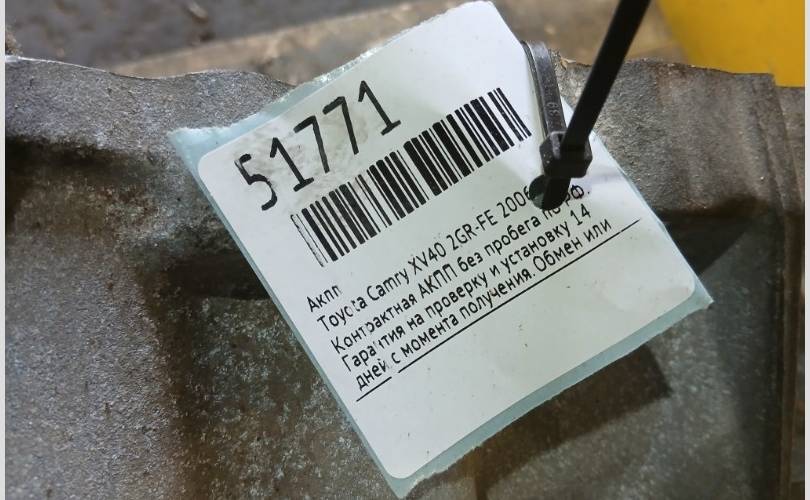 51771
Акпп
Toyota Camry XV40 2GR-FE 2006
Контрактная АКПП без пробега по РФ.
Гарантия на проверку и установку 14
дней с момента получения. Обмен или